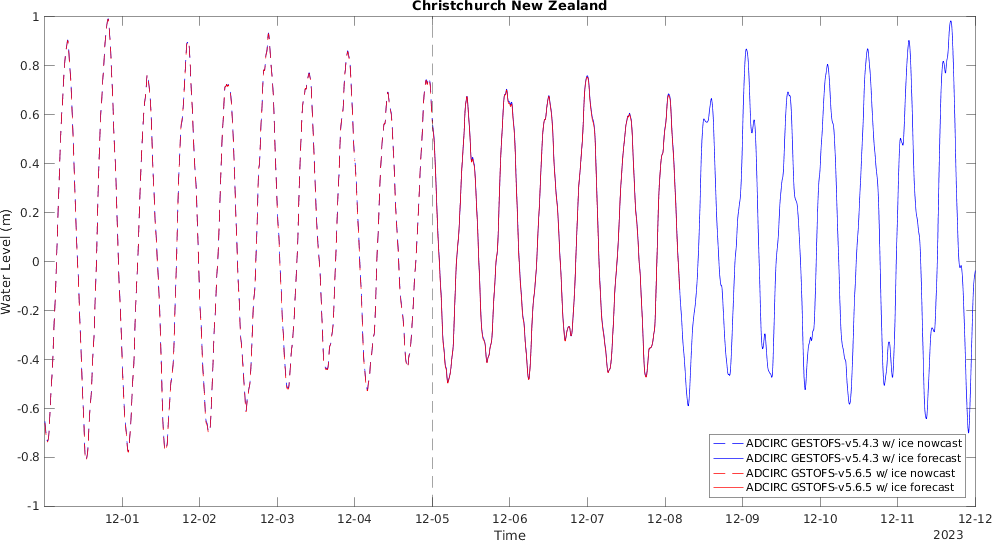 Christchurch New Zealand
1
0.8
0.6
0.4
0.2
0
-0.2
-0.4
-0.6
-0.8
-1
Water Level (m)
ADCIRC GESTOFS-v5.4.3 w/ ice nowcast
ADCIRC GESTOFS-v5.4.3 w/ ice forecast
ADCIRC GSTOFS-v5.6.5 w/ ice nowcast
ADCIRC GSTOFS-v5.6.5 w/ ice forecast
12-01 12-02 12-03 12-04 12-05 12-06 12-07 12-08 12-09 12-10 12-11 12-12
Time
2023